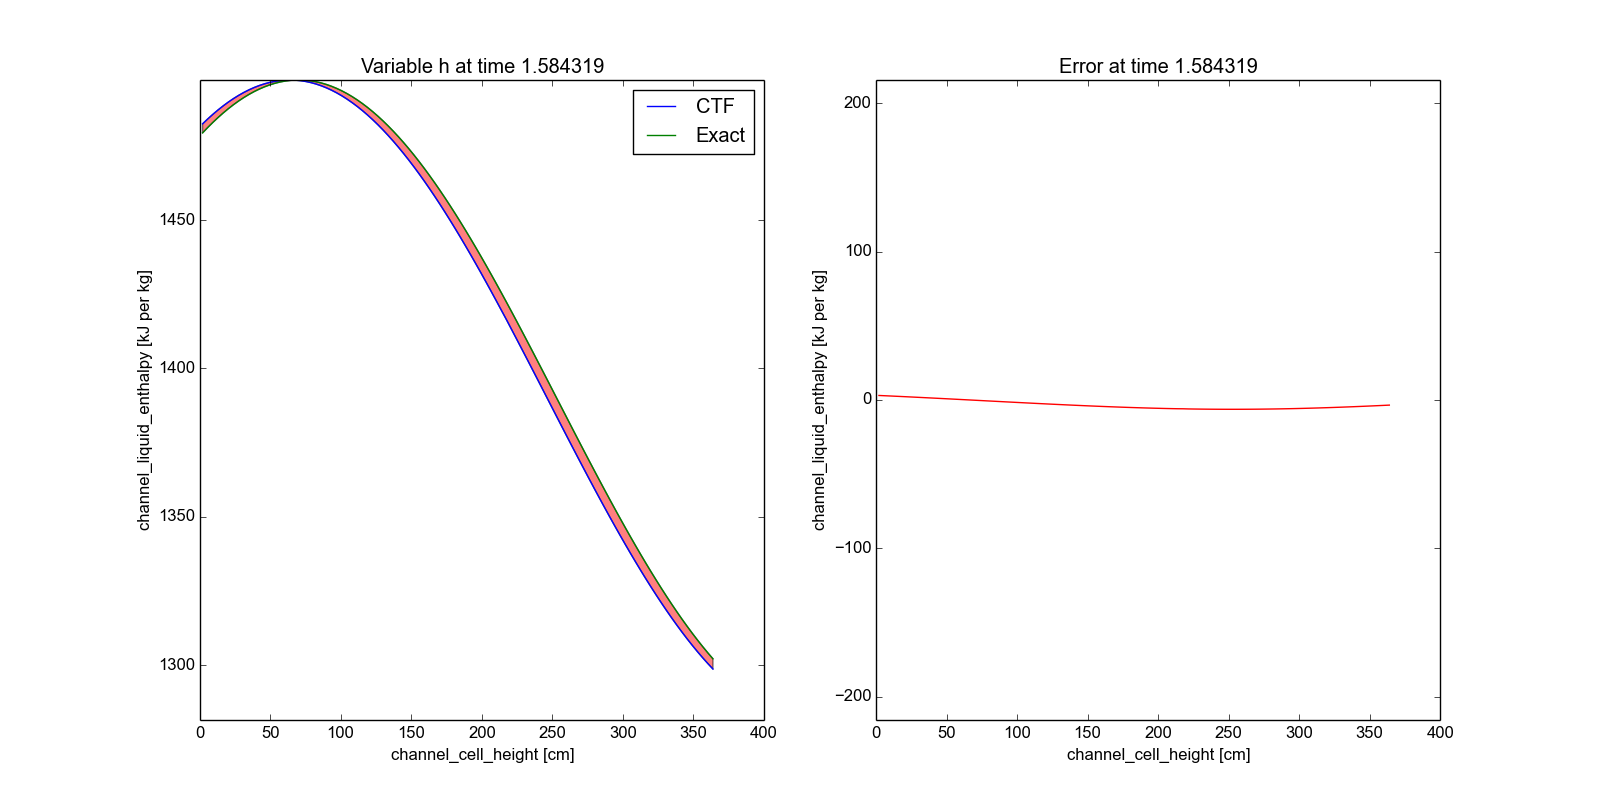 Variable h at time 1.584319
CTF
Exact
1450
1400
1350
1300
channel_liquid_enthalpy [kJ per kg]
0 50 100 150 200 250 300 350 400
channel_cell_height [cm]
Error at time 1.584319
200
100
0
−100
−200
channel_liquid_enthalpy [kJ per kg]
0 50 100 150 200 250 300 350 400
channel_cell_height [cm]